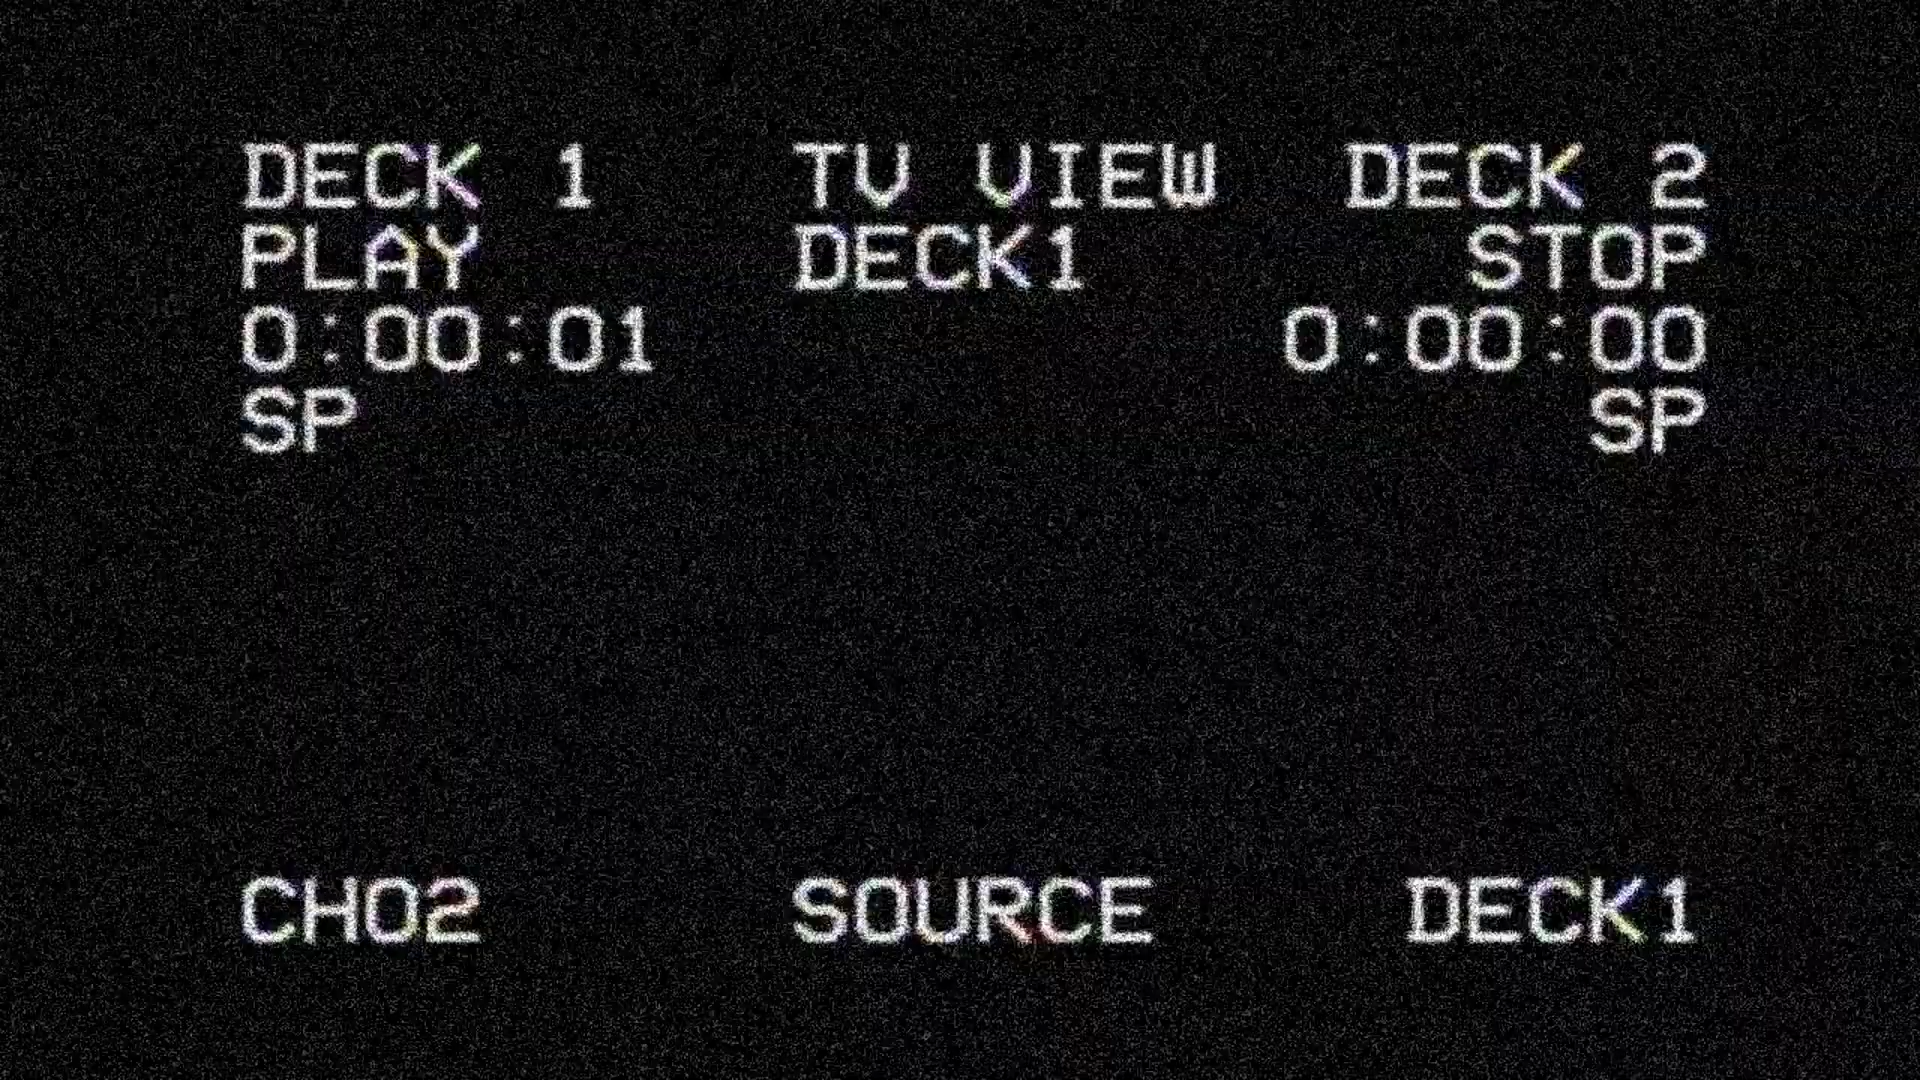 DECK 1 TV VIEW DECK 2
PLAY DECK1 STOP
0:00:01 0:00:00
SP SP
CH02 SOURCE DECK1